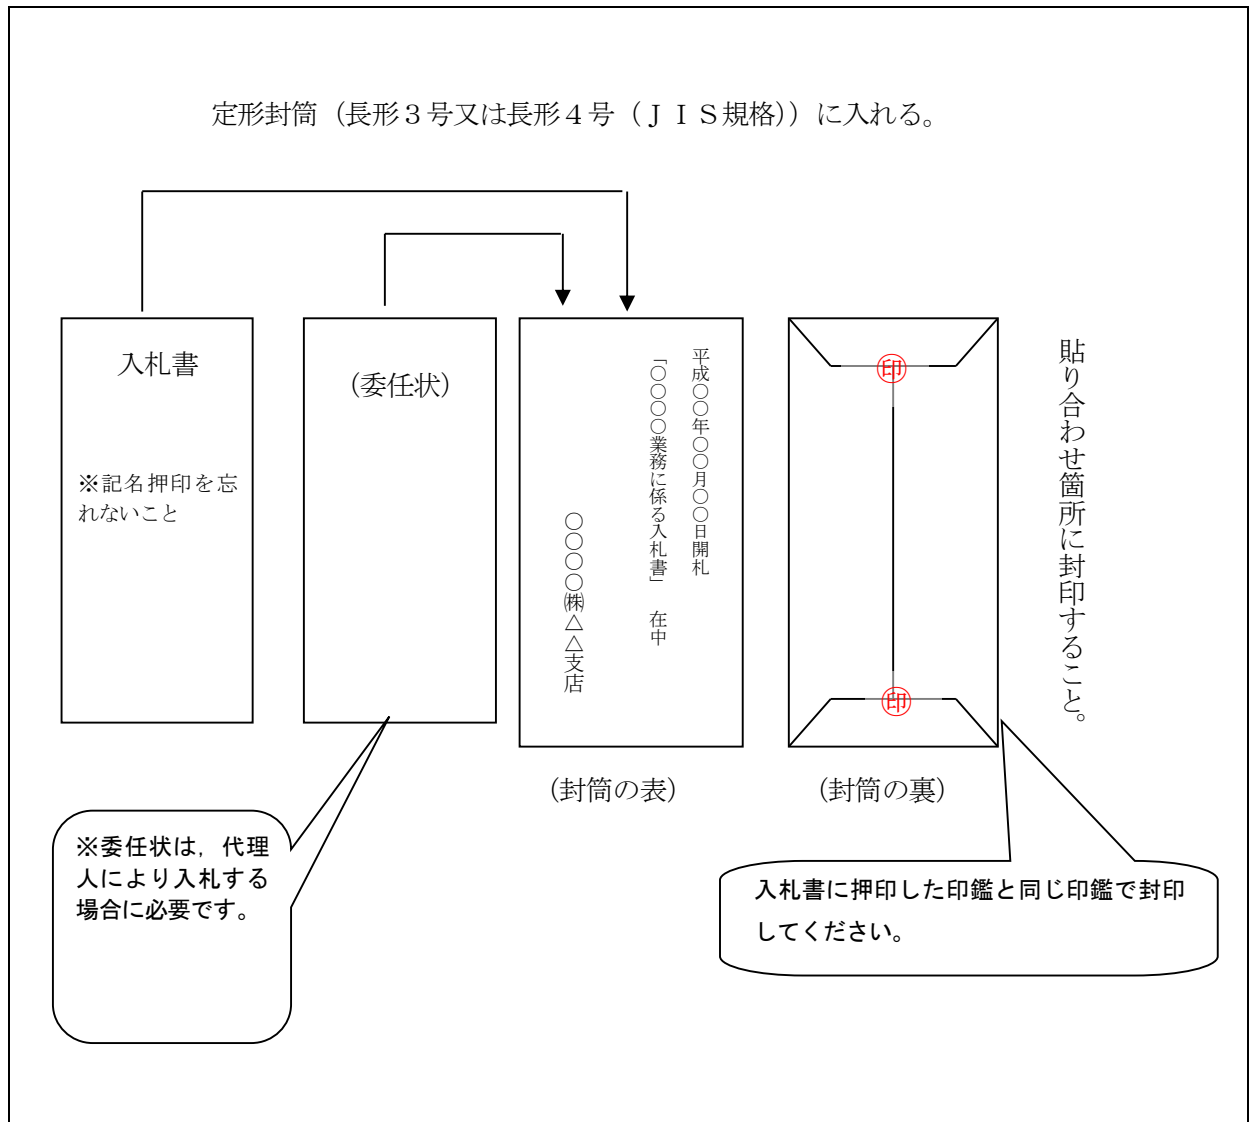 定形封筒（長形３号又は長形４号（ＪＩＳ規格））に入れる。
入札書
※記名押印を忘
れないこと
（委任状）
平成〇〇年〇〇月〇〇日開札
「〇〇〇〇業務に係る入札書」　在中
〇〇〇〇㈱△△支店
印
印
貼り合わせ箇所に封印すること。
（封筒の表）
（封筒の裏）
※委任状は，代理
人により入札する
場合に必要です。
入札書に押印した印鑑と同じ印鑑で封印
してください。